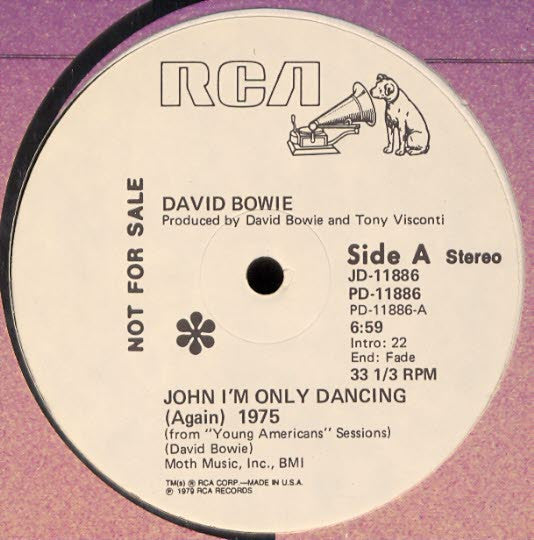 RCA
NOT FOR SALE
DAVID BOWIE
Produced by David Bowie and Tony Visconti
Side A Stereo
JD-11886
PD-11886
PD-11886-A
6:59
Intro: 22
End: Fade
33 1/3 RPM
JOHN I'M ONLY DANCING
(Again) 1975
(from "Young Americans" Sessions)
(David Bowie)
Moth Music, Inc., BMI
TM(s) ® RCA CORP.—MADE IN U.S.A.
℗ 1979 RCA RECORDS